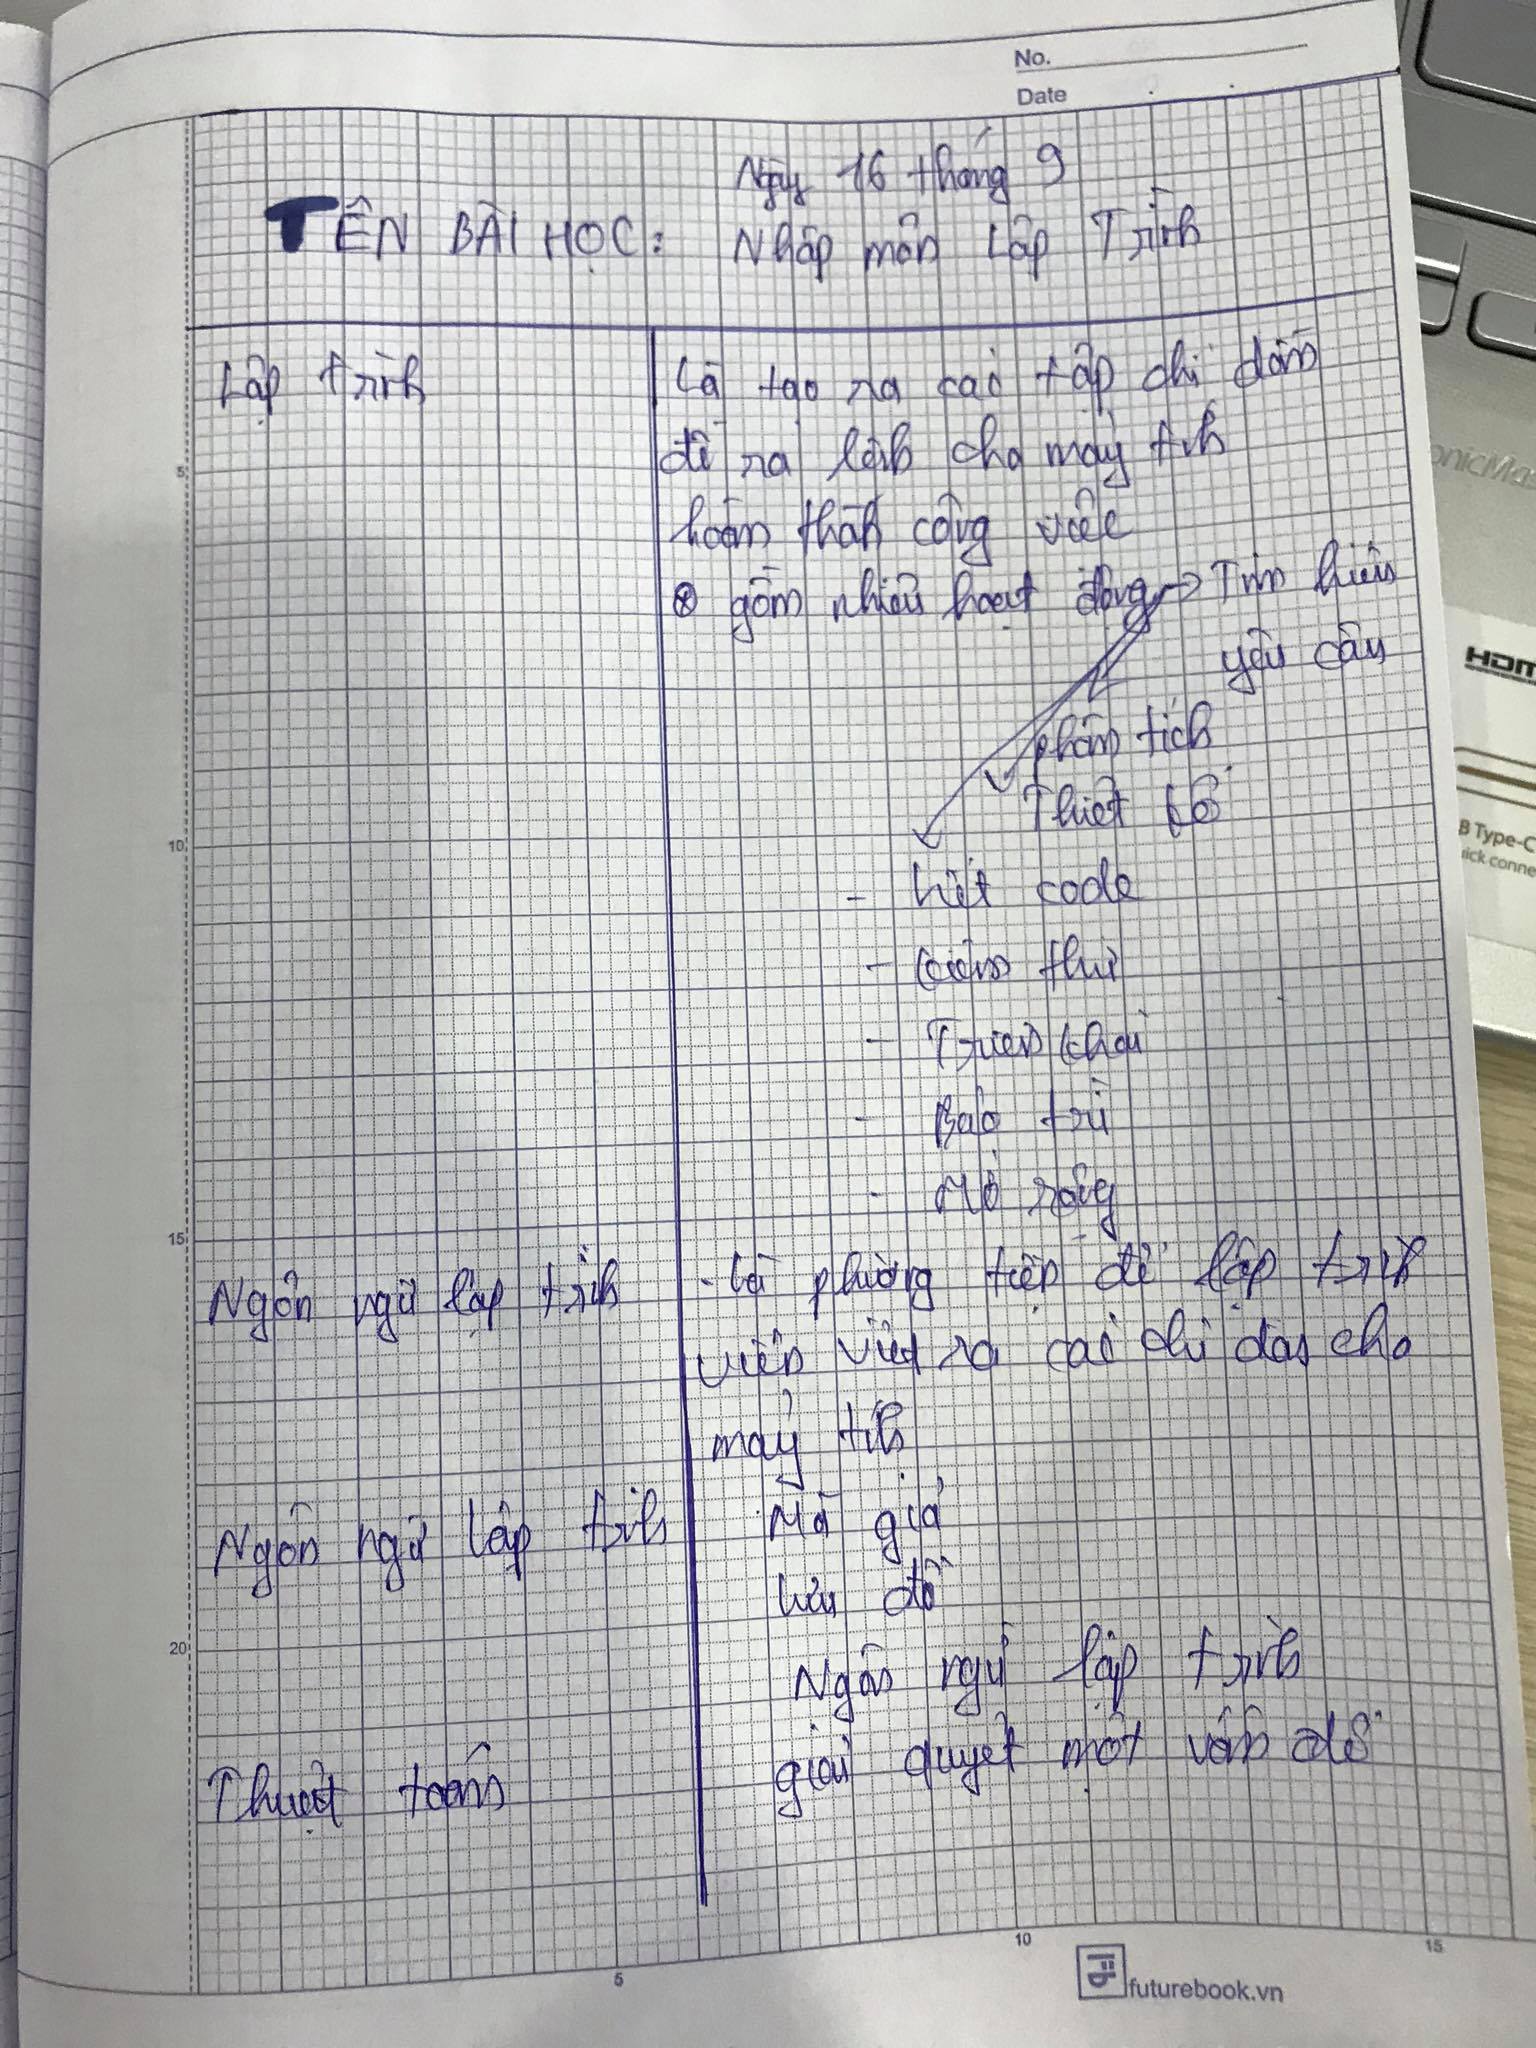 No.
Date
Ngày 16 tháng 9
TÊN BÀI HỌC: Nhập môn Lập Trình
Lập trình
Là tạo ra các tập chỉ dẫn
để ra lệnh cho máy tính
hoàn thành công việc
⊗ gồm nhiều hoạt động → Tìm hiểu
yêu cầu
phân tích
Thiết kế
- Viết code
- kiểm thử
- Triển khai
- Bảo trì
- Mở rộng
Ngôn ngữ lập trình
- Là phương tiện để lập trình
viên viết ra các chỉ dẫn cho
máy tính
Ngôn ngữ lập trình
Mã giả
Lưu đồ
Ngôn ngữ lập trình
Thuật toán
giải quyết một vấn đề
5
10
15
20
5
10
15
futurebook.vn
HDM
B Type-C
uick conne
onicMas